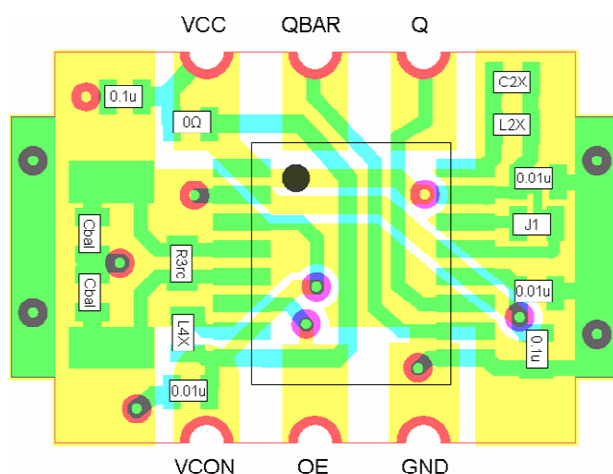 VCC QBAR Q
C2X
0.1u
0Ω
L2X
0.01u
J1
Cbal
R3rc
Cbal
0.01u
L4X
0.1u
0.01u
VCON OE GND